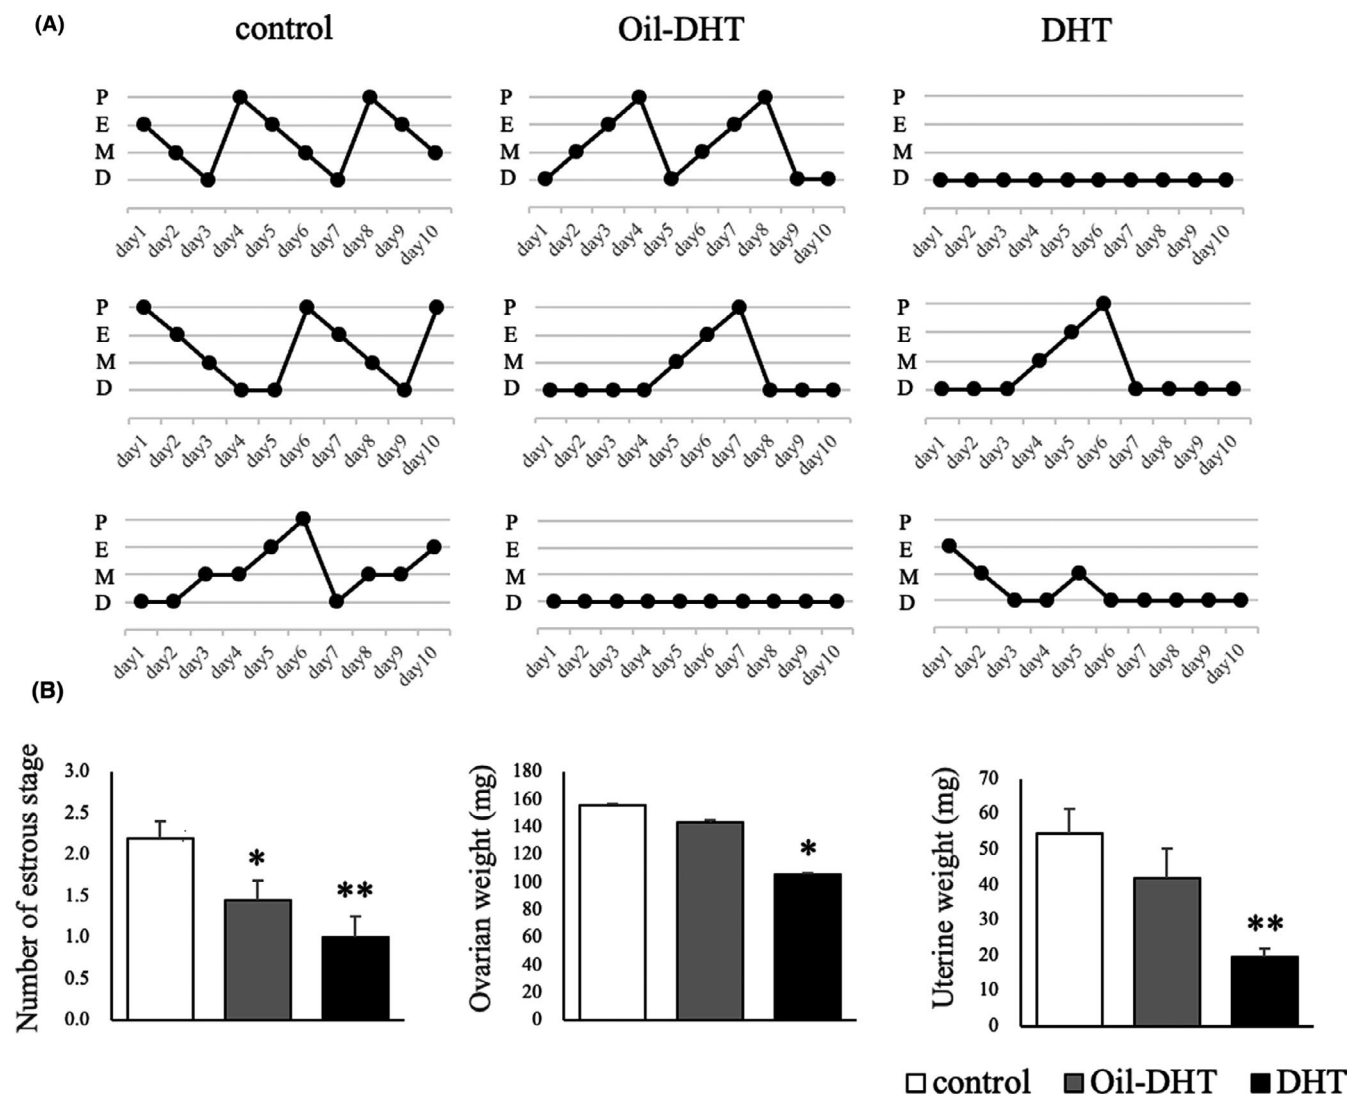 (A)
control Oil-DHT DHT
P P P
E E E
M M M
D D D
day1 day2 day3 day4 day5 day6 day7 day8 day9 day10 day1 day2 day3 day4 day5 day6 day7 day8 day9 day10 day1 day2 day3 day4 day5 day6 day7 day8 day9 day10
P P P
E E E
M M M
D D D
day1 day2 day3 day4 day5 day6 day7 day8 day9 day10 day1 day2 day3 day4 day5 day6 day7 day8 day9 day10 day1 day2 day3 day4 day5 day6 day7 day8 day9 day10
P P P
E E E
M M M
D D D
day1 day2 day3 day4 day5 day6 day7 day8 day9 day10 day1 day2 day3 day4 day5 day6 day7 day8 day9 day10 day1 day2 day3 day4 day5 day6 day7 day8 day9 day10
(B)
Number of estrous stage
3.0
2.5
2.0
1.5
1.0
0.5
0.0
*
**
Ovarian weight (mg)
180
160
140
120
100
80
60
40
20
0
*
Uterine weight (mg)
70
60
50
40
30
20
10
0
**
control Oil-DHT DHT